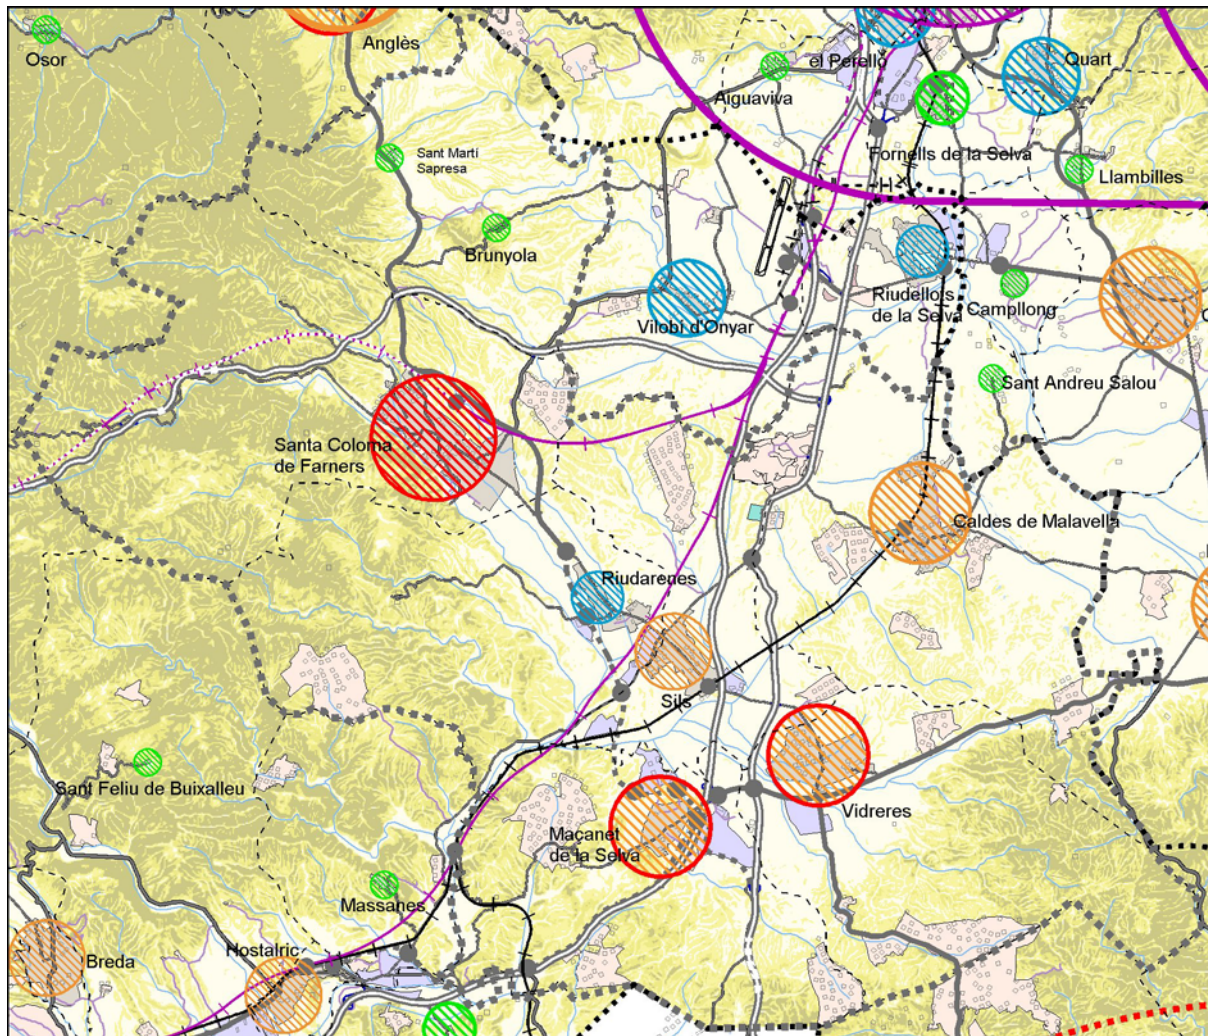 Osor
Anglès
el Perelló
Quart
Aiguaviva
Sant Martí
Sapresa
Fornells de la Selva
Llambilles
Brunyola
Riudellots
de la Selva
Campllong
C
Vilobí d'Onyar
Sant Andreu Salou
Santa Coloma
de Farners
Caldes de Malavella
Riudarenes
Sils
Sant Feliu de Buixalleu
Vidreres
Maçanet
de la Selva
Massanes
Hostalric
Breda